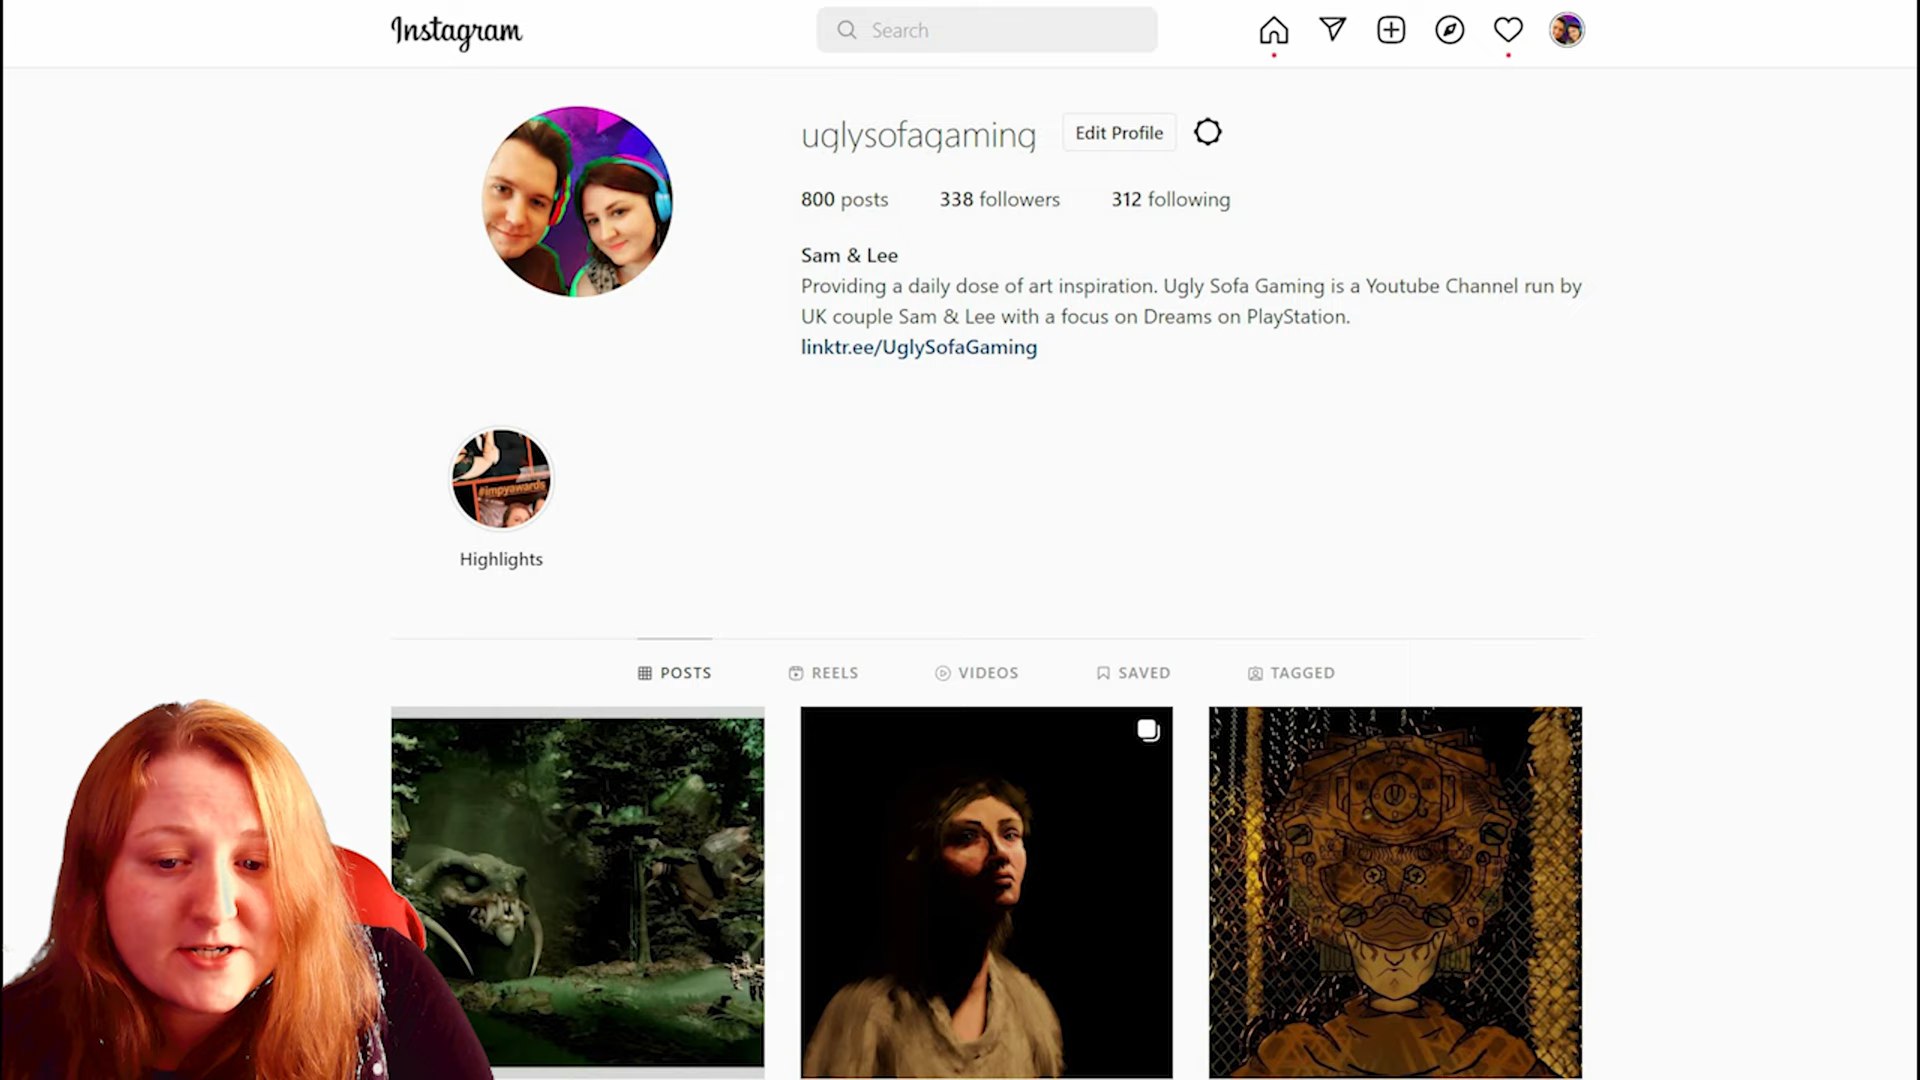 Instagram
Search
uglysofagaming
Edit Profile
800 posts 338 followers 312 following
Sam & Lee
Providing a daily dose of art inspiration. Ugly Sofa Gaming is a Youtube Channel run by
UK couple Sam & Lee with a focus on Dreams on PlayStation.
linktr.ee/UglySofaGaming
#impyawards
Highlights
POSTS REELS VIDEOS SAVED TAGGED